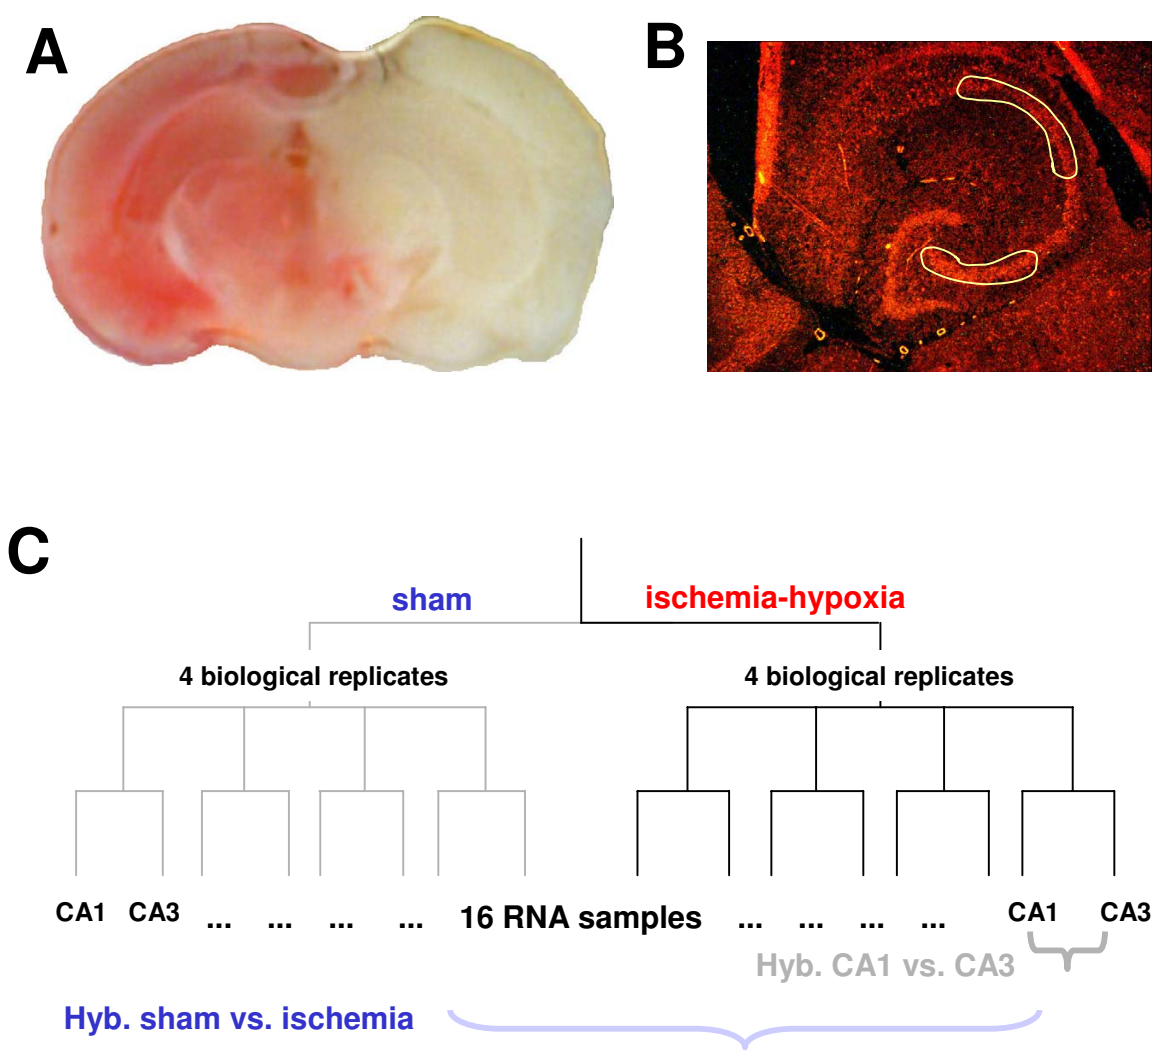 A
B
C
sham
ischemia-hypoxia
4 biological replicates
4 biological replicates
CA1 CA3 ... ... ... ... 16 RNA samples ... ... ... ... CA1 CA3
Hyb. CA1 vs. CA3
Hyb. sham vs. ischemia